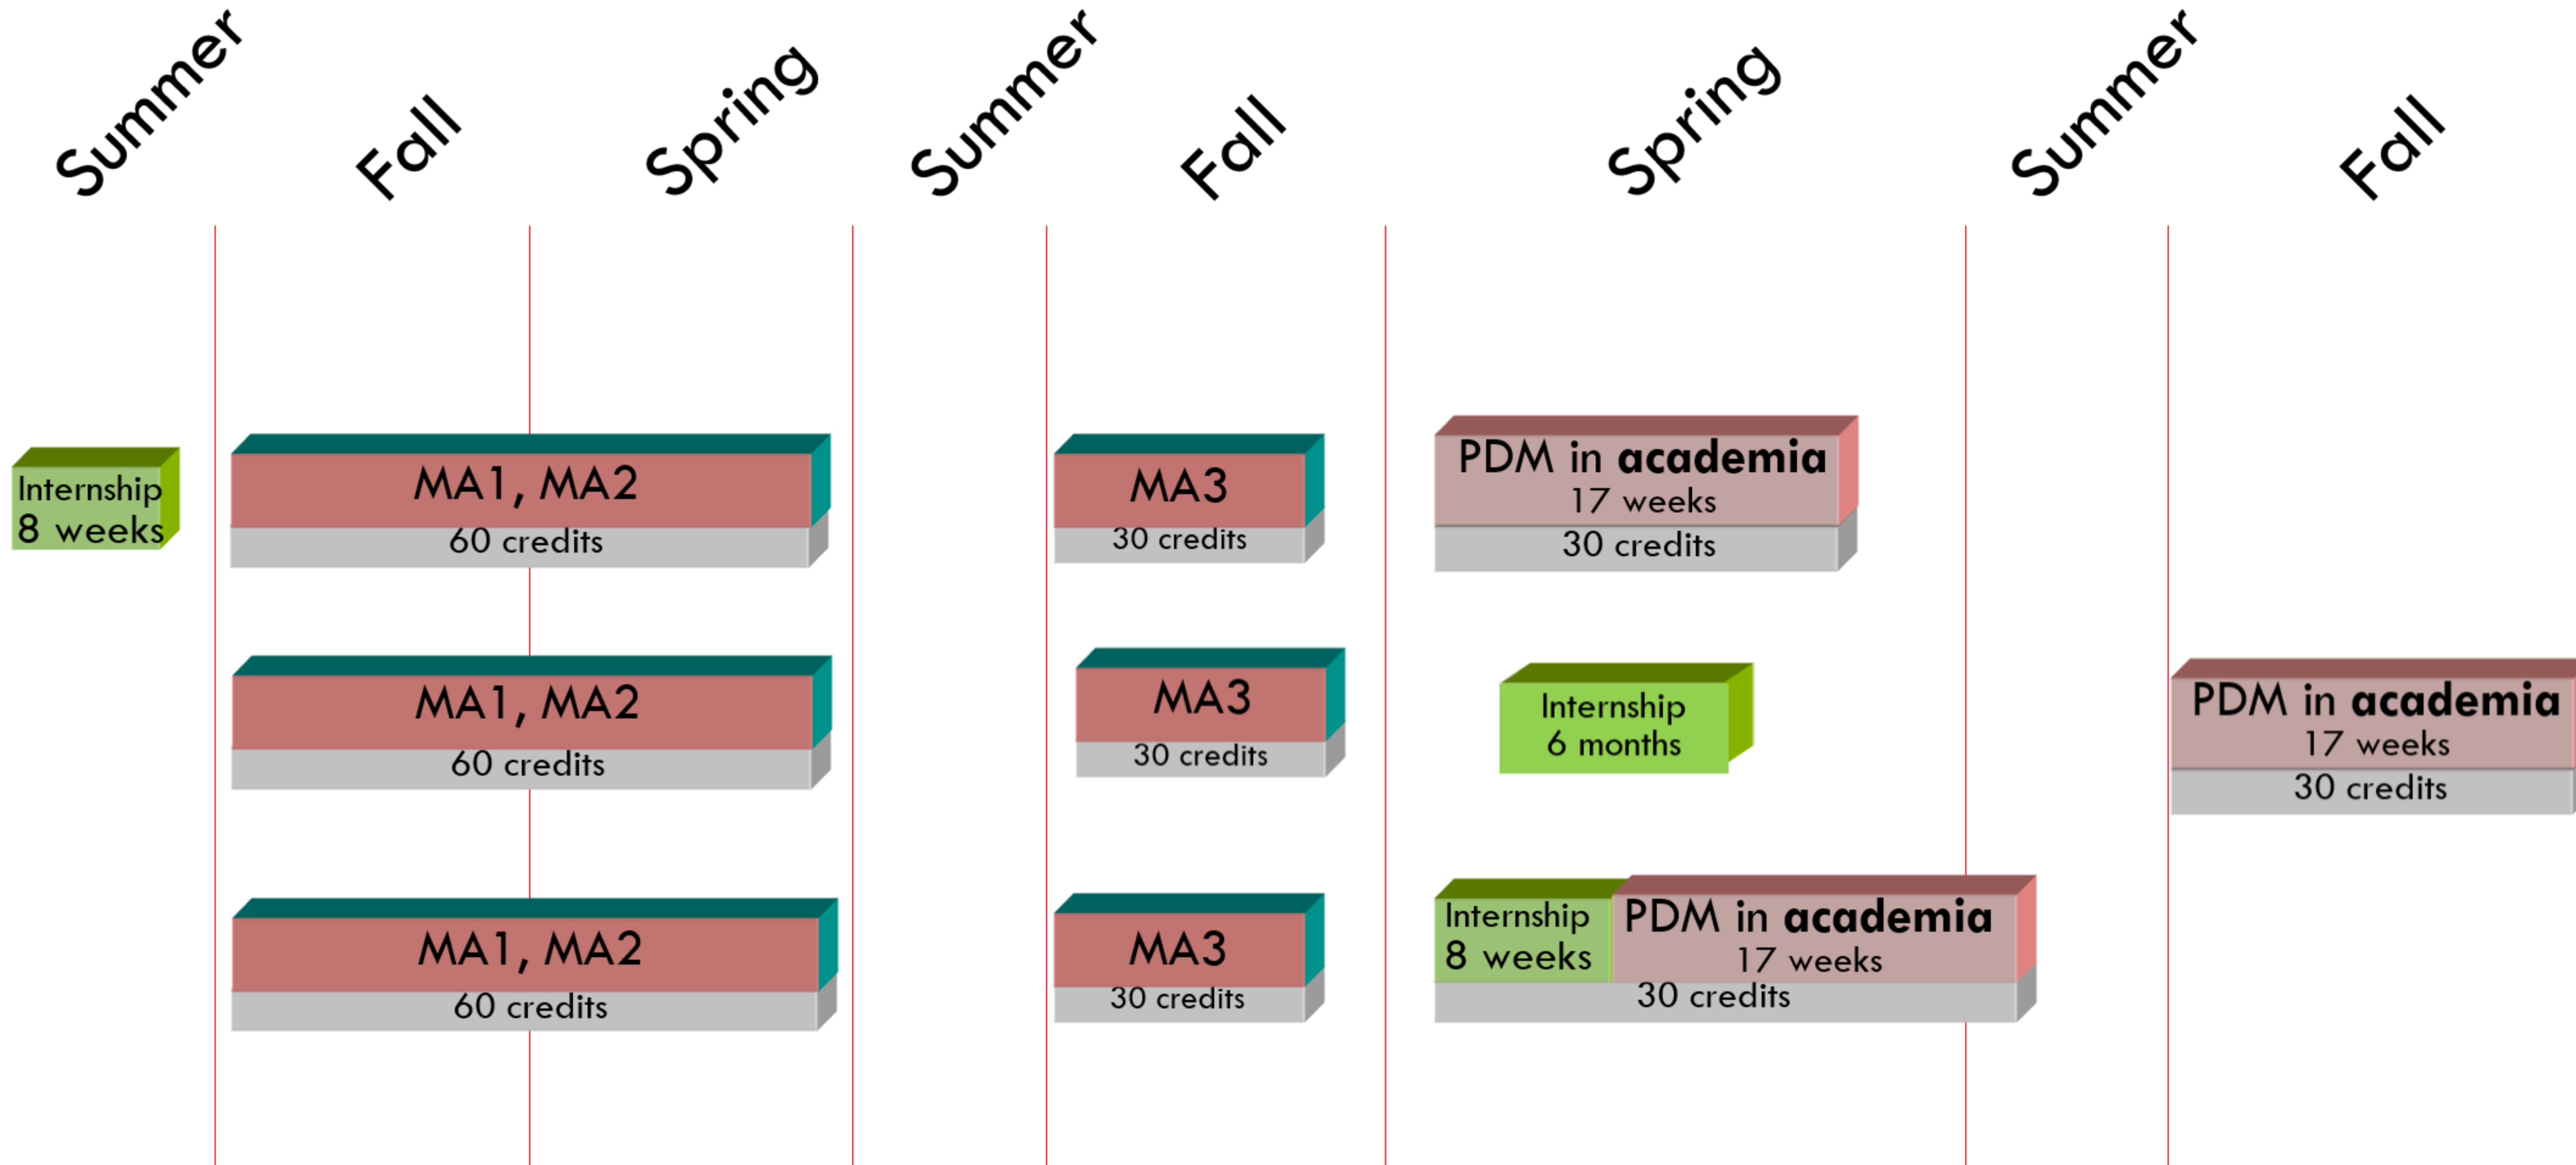 Summer
Fall
Spring
Summer
Fall
Spring
Summer
Fall
Internship
8 weeks
MA1, MA2
60 credits
MA3
30 credits
PDM in academia
17 weeks
30 credits
MA1, MA2
60 credits
MA3
30 credits
Internship
6 months
PDM in academia
17 weeks
30 credits
MA1, MA2
60 credits
MA3
30 credits
Internship
8 weeks
PDM in academia
17 weeks
30 credits